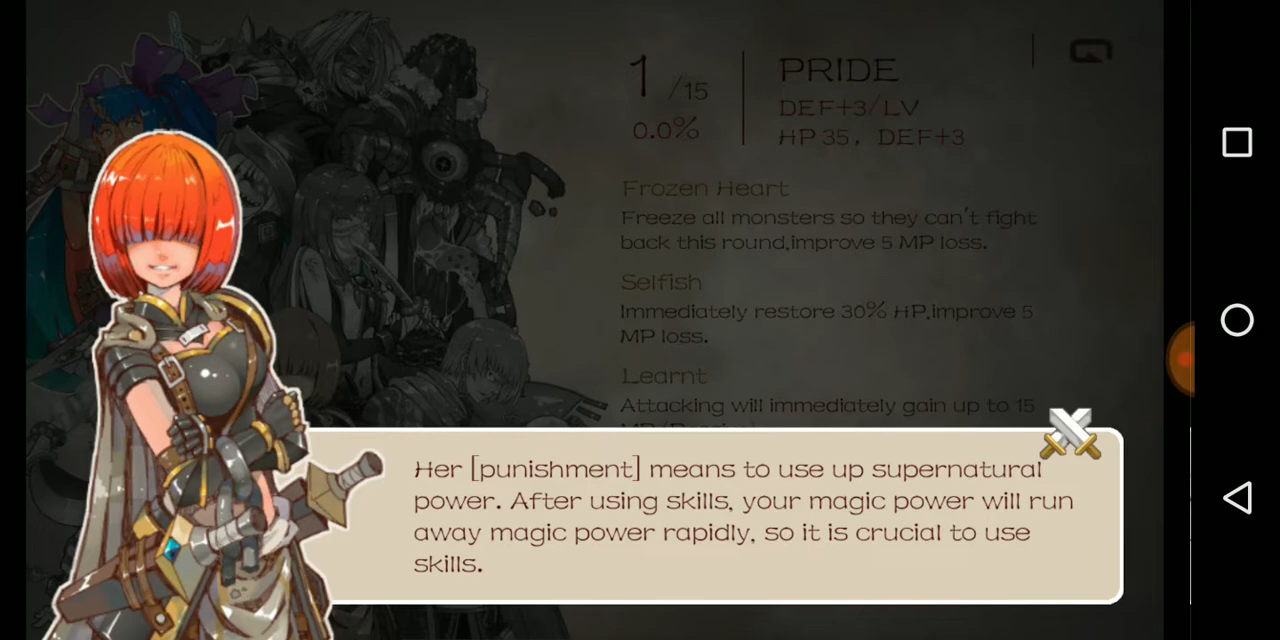 1 /15
0.0%
PRIDE
DEF+3/LV
HP 35, DEF+3
Frozen Heart
Freeze all monsters so they can't fight
back this round,improve 5 MP loss.
Selfish
Immediately restore 30% HP,improve 5
MP loss.
Learnt
Attacking will immediately gain up to 15
Her [punishment] means to use up supernatural
power. After using skills, your magic power will run
away magic power rapidly, so it is crucial to use
skills.